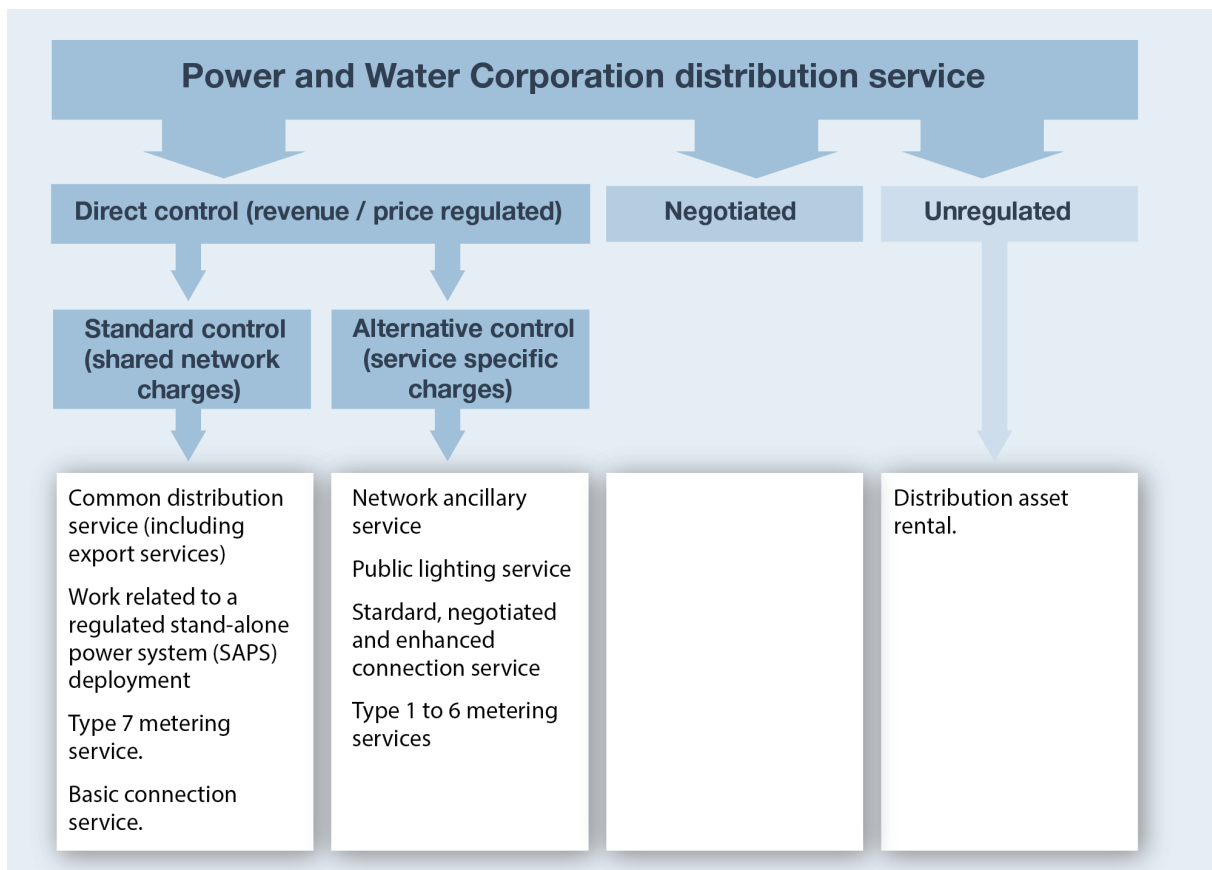 Power and Water Corporation distribution service
Direct control (revenue / price regulated)
Negotiated
Unregulated
Standard control
(shared network
charges)
Alternative control
(service specific
charges)
Common distribution
service (including
export services)
Work related to a
regulated stand-alone
power system (SAPS)
deployment
Type 7 metering
service.
Basic connection
service.
Network ancillary
service
Public lighting service
Stardard, negotiated
and enhanced
connection service
Type 1 to 6 metering
services
Distribution asset
rental.